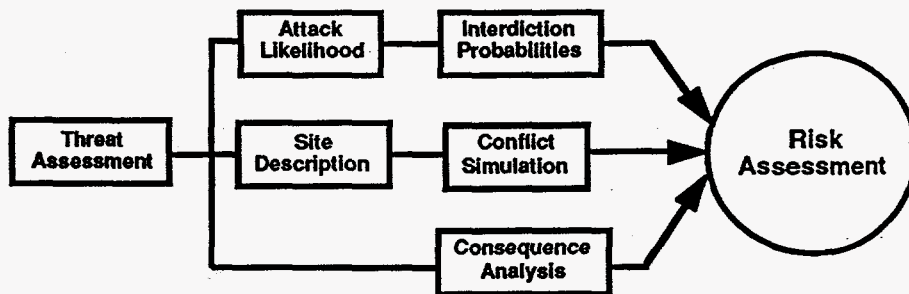 Attack
Likelihood
Interdiction
Probabilities
Threat
Assessment
Site
Description
Conflict
Simulation
Risk
Assessment
Consequence
Analysis